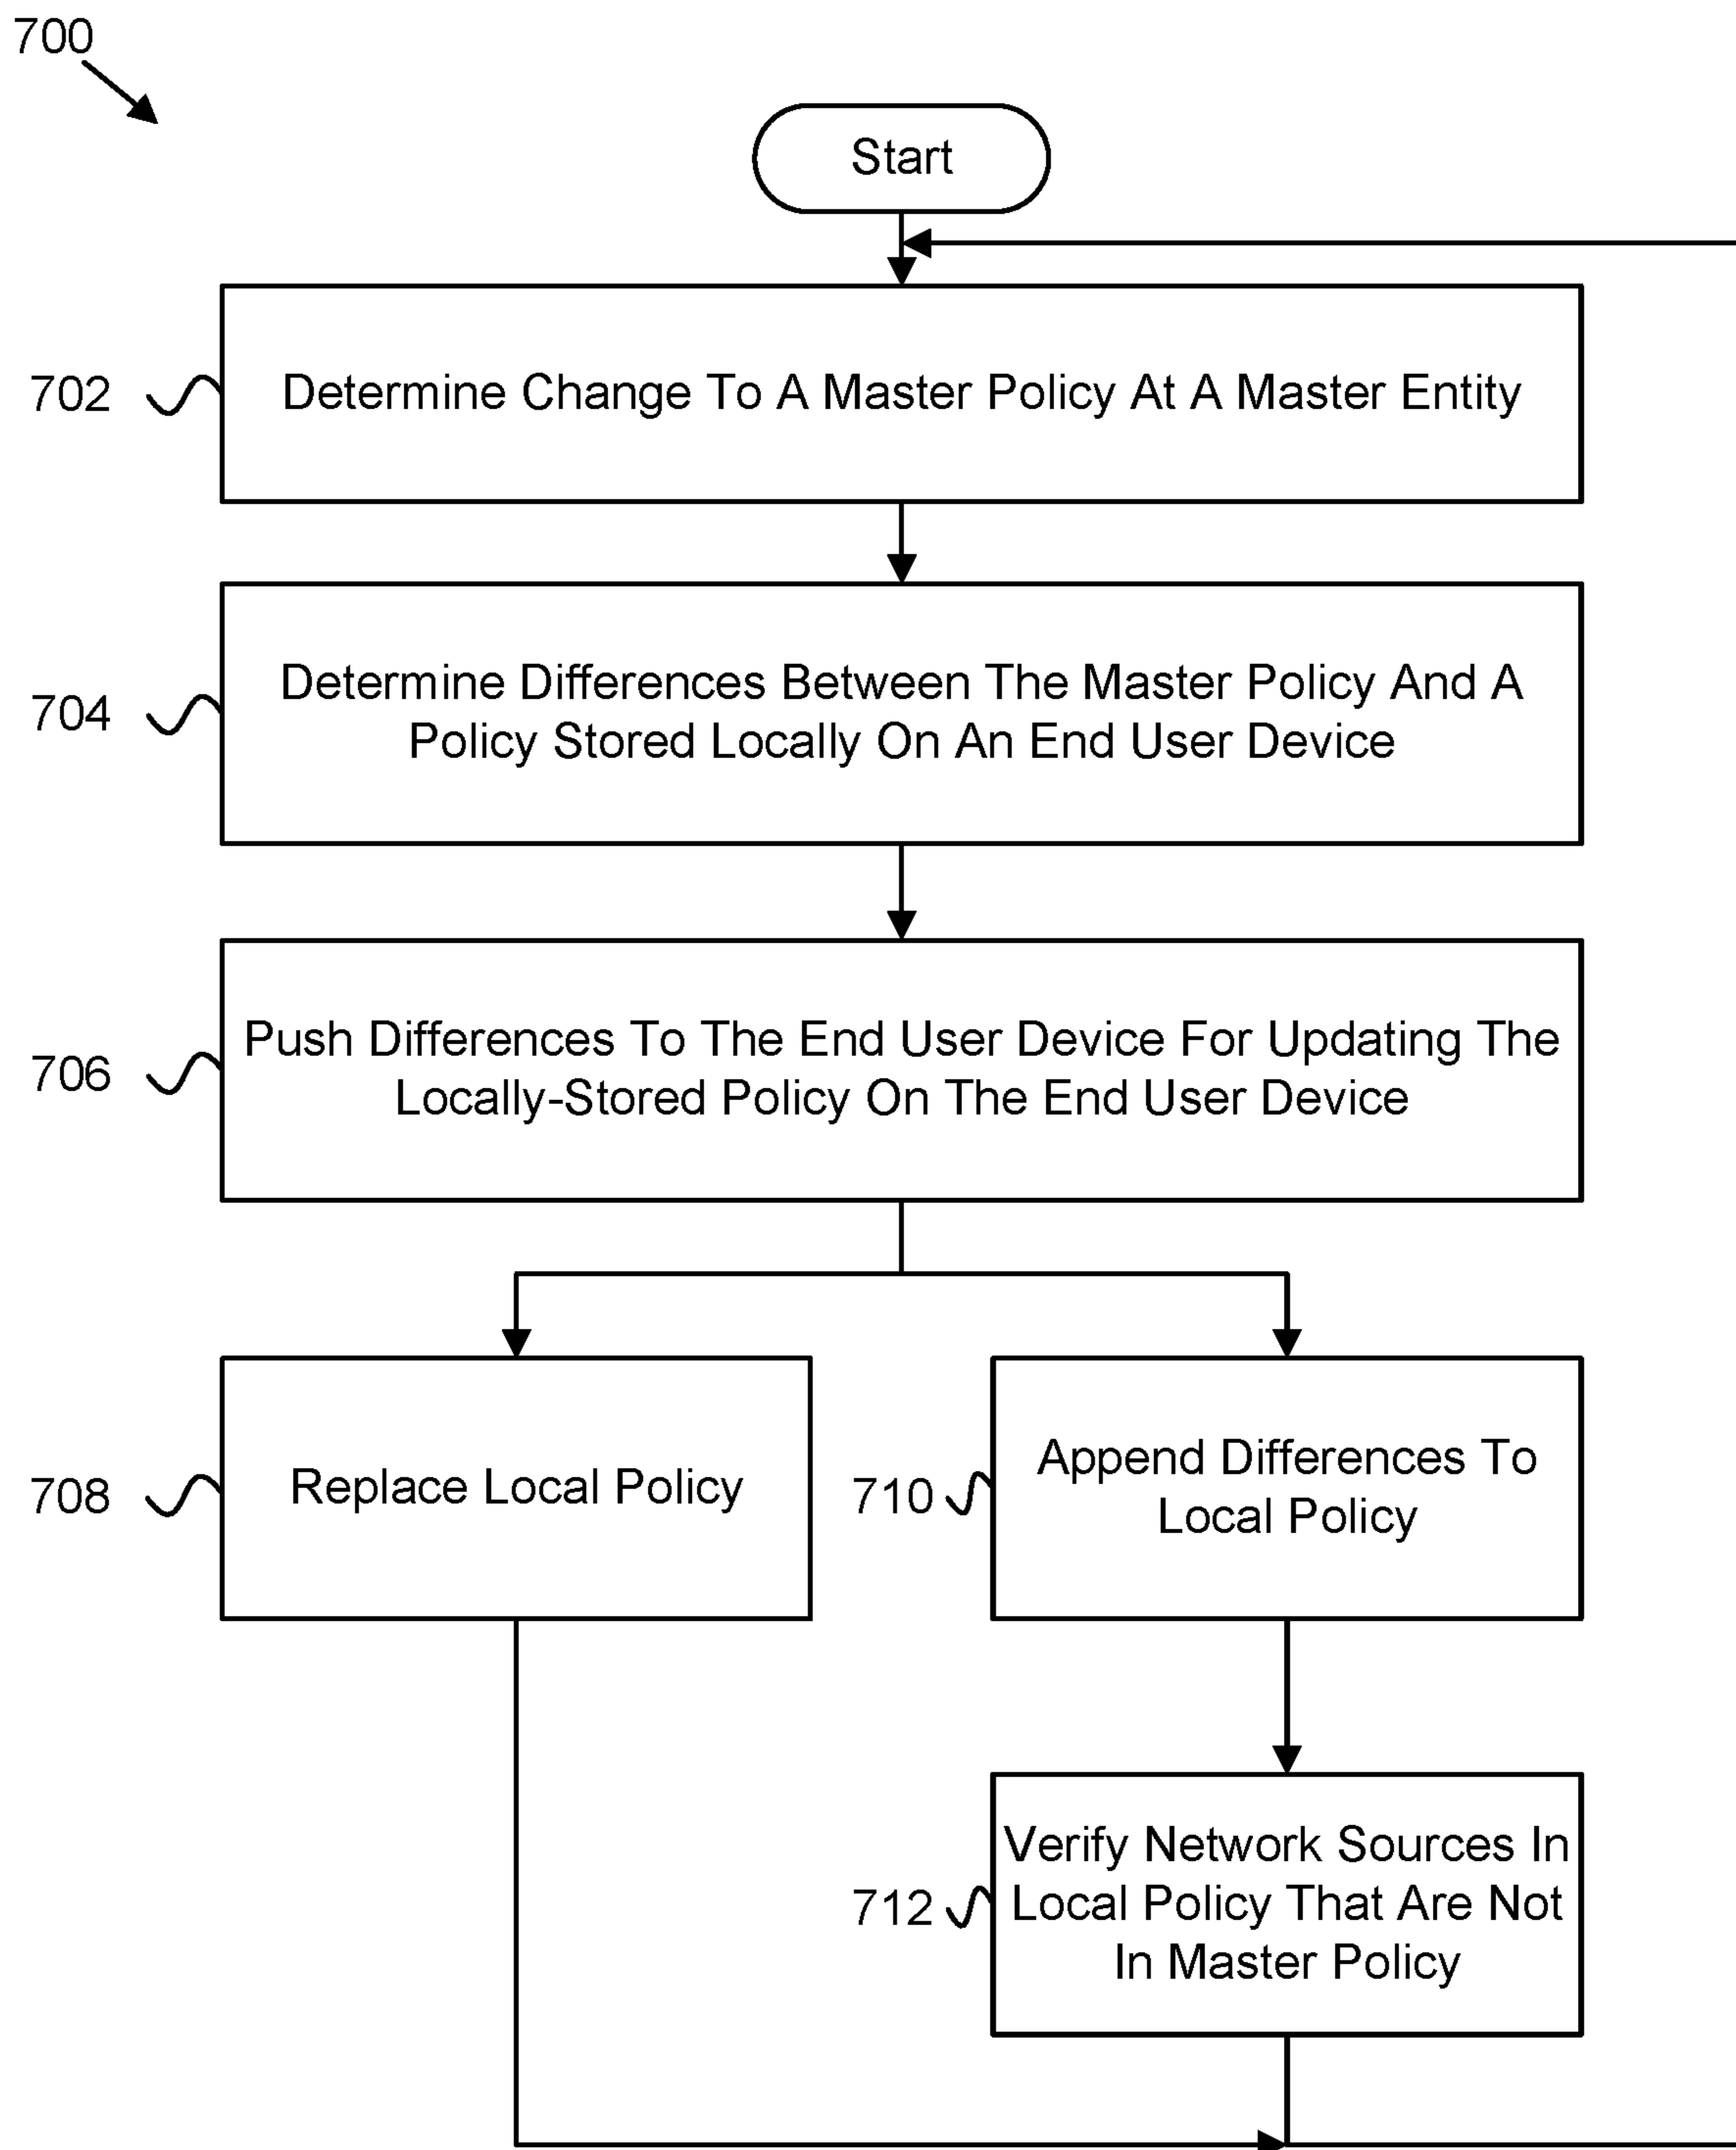 700
Start
702
Determine Change To A Master Policy At A Master Entity
704
Determine Differences Between The Master Policy And A
Policy Stored Locally On An End User Device
706
Push Differences To The End User Device For Updating The
Locally-Stored Policy On The End User Device
708
Replace Local Policy
710
Append Differences To
Local Policy
712
Verify Network Sources In
Local Policy That Are Not
In Master Policy